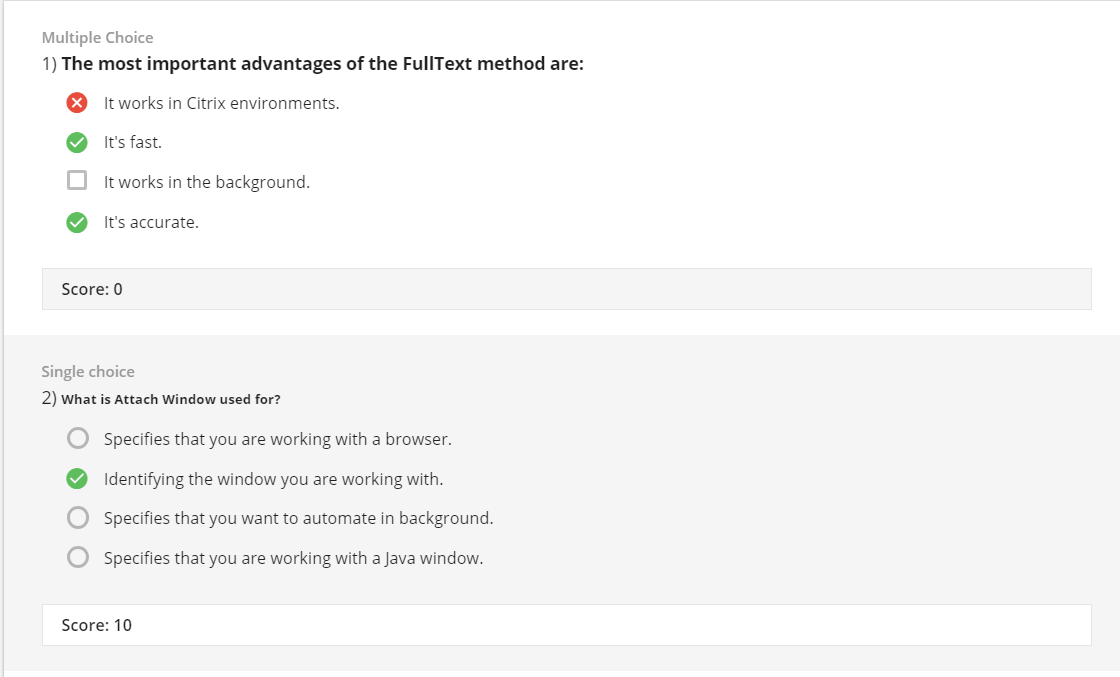 Multiple Choice
1) The most important advantages of the FullText method are:
It works in Citrix environments.
It's fast.
It works in the background.
It's accurate.
Score: 0
Single choice
2) What is Attach Window used for?
Specifies that you are working with a browser.
Identifying the window you are working with.
Specifies that you want to automate in background.
Specifies that you are working with a Java window.
Score: 10